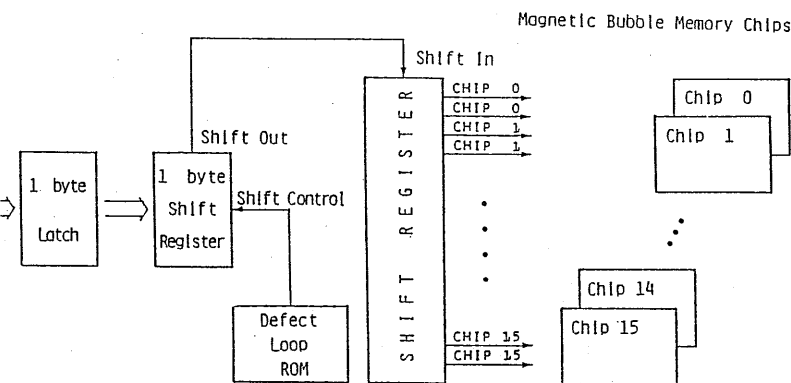 Magnetic Bubble Memory Chips
Shift In
CHIP 0
CHIP 0
CHIP 1
CHIP 1
Chip 0
Chip 1
Shift Out
1 byte
Latch
1 byte
Shift
Register
Shift Control
SHIFT REGISTER
Defect
Loop
ROM
Chip 14
Chip 15
CHIP 15
CHIP 15